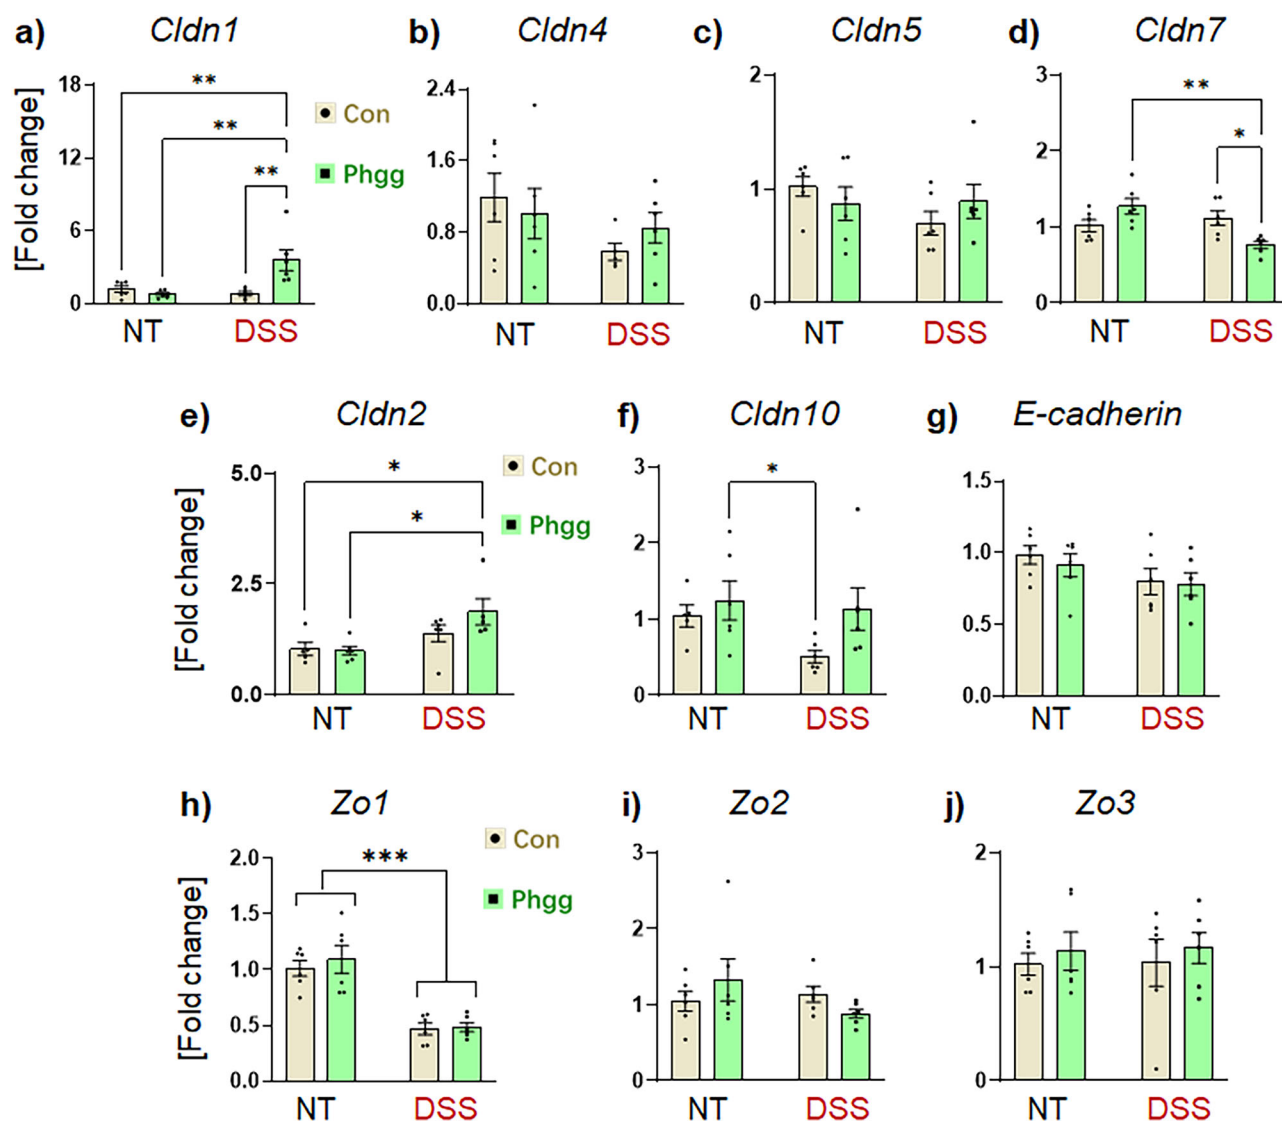 a) Cldn1
[Fold change]
18
12
6
0
**
**
**
Con
Phgg
NT DSS
b) Cldn4
2.4
1.6
0.8
0.0
NT DSS
c) Cldn5
2
1
0
NT DSS
d) Cldn7
3
2
1
0
**
*
NT DSS
e) Cldn2
[Fold change]
5.0
2.5
0.0
*
*
Con
Phgg
NT DSS
f) Cldn10
3
2
1
0
*
NT DSS
g) E-cadherin
1.5
1.0
0.5
0.0
NT DSS
h) Zo1
[Fold change]
2.0
1.5
1.0
0.5
0.0
***
Con
Phgg
NT DSS
i) Zo2
3
2
1
0
NT DSS
j) Zo3
2
1
0
NT DSS